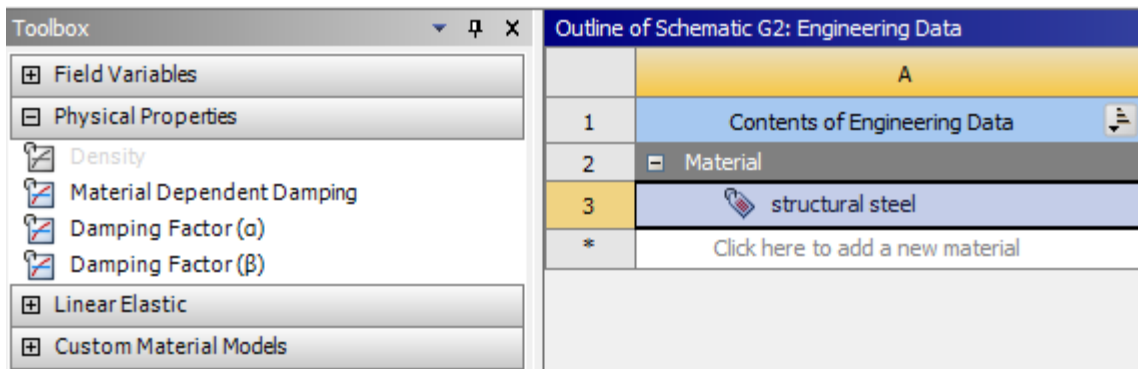 Toolbox
Field Variables
Physical Properties
Density
Material Dependent Damping
Damping Factor (α)
Damping Factor (β)
Linear Elastic
Custom Material Models
Outline of Schematic G2: Engineering Data
A
1 Contents of Engineering Data
2 Material
3 structural steel
* Click here to add a new material